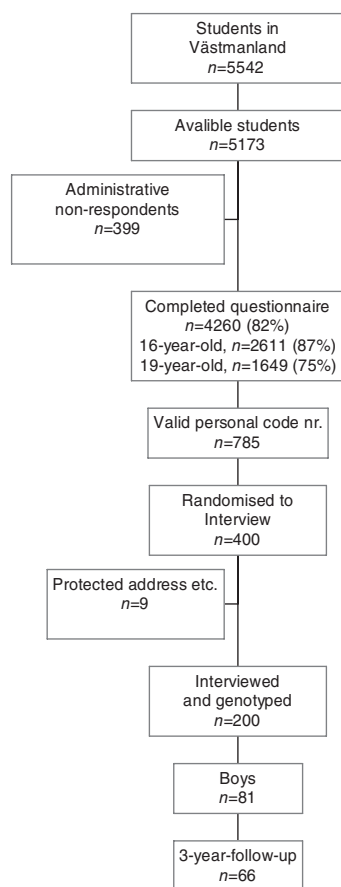 Students in
Västmanland
n=5542
Avalible students
n=5173
Administrative
non-respondents
n=399
Completed questionnaire
n=4260 (82%)
16-year-old, n=2611 (87%)
19-year-old, n=1649 (75%)
Valid personal code nr.
n=785
Randomised to
Interview
n=400
Protected address etc.
n=9
Interviewed
and genotyped
n=200
Boys
n=81
3-year-follow-up
n=66